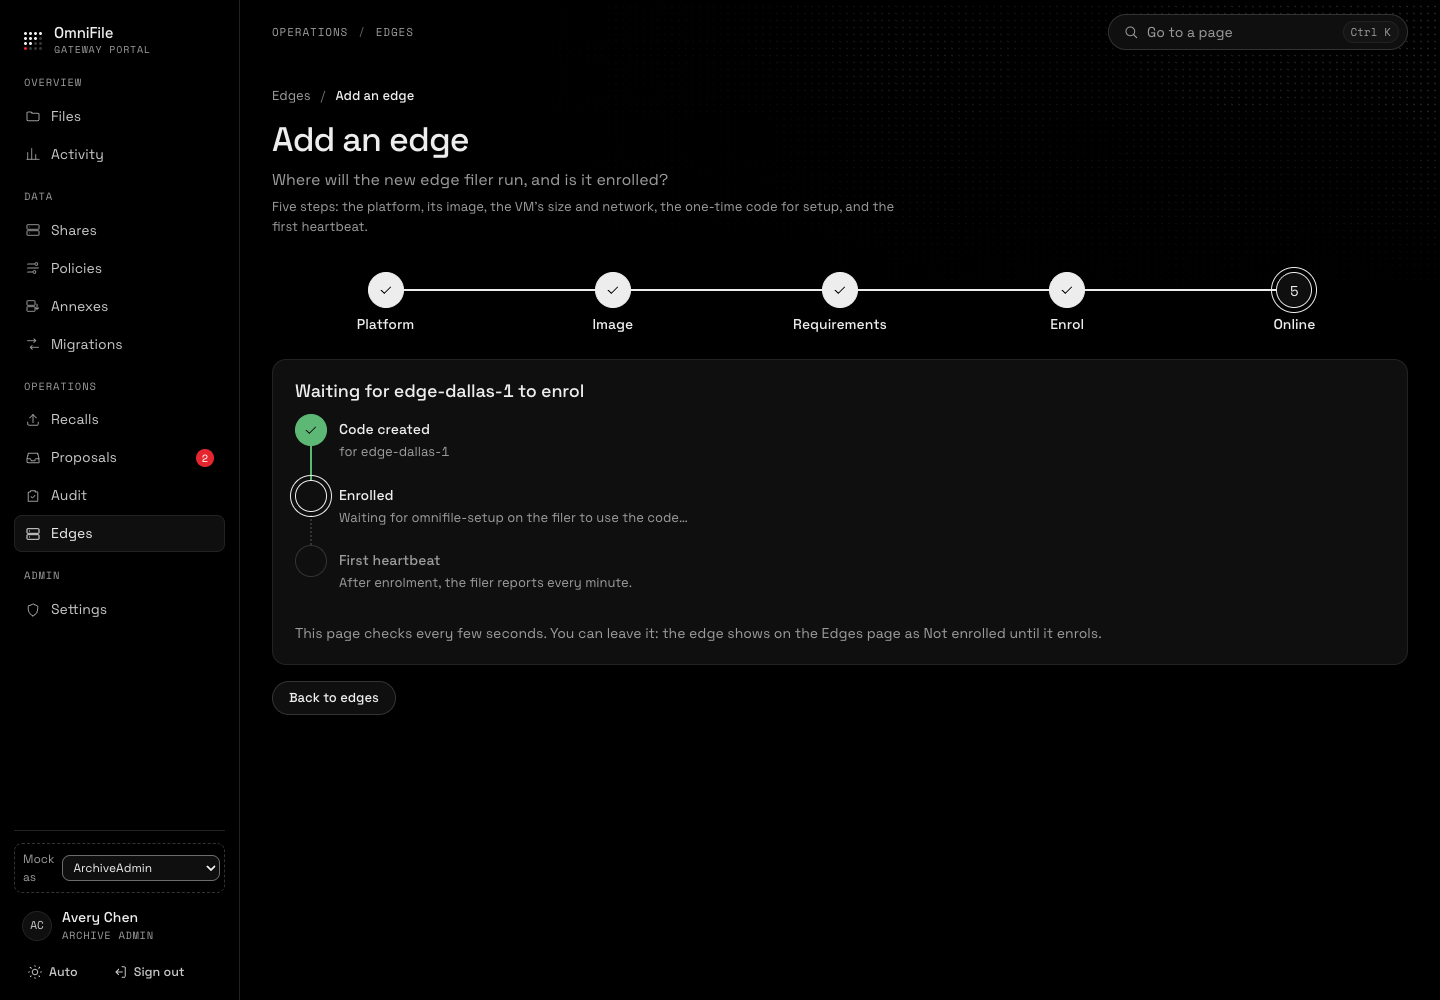 OmniFile
GATEWAY PORTAL
OVERVIEW
Files
Activity
DATA
Shares
Policies
Annexes
Migrations
OPERATIONS
Recalls
Proposals
2
Audit
Edges
ADMIN
Settings
Mock as
ArchiveAdmin
AC
Avery Chen
ARCHIVE ADMIN
Auto
Sign out
OPERATIONS / EDGES
Go to a page
Ctrl K
Edges / Add an edge
Add an edge
Where will the new edge filer run, and is it enrolled?
Five steps: the platform, its image, the VM's size and network, the one-time code for setup, and the
first heartbeat.
5
Platform
Image
Requirements
Enrol
Online
Waiting for edge-dallas-1 to enrol
Code created
for edge-dallas-1
Enrolled
Waiting for omnifile-setup on the filer to use the code…
First heartbeat
After enrolment, the filer reports every minute.
This page checks every few seconds. You can leave it: the edge shows on the Edges page as Not enrolled until it enrols.
Back to edges